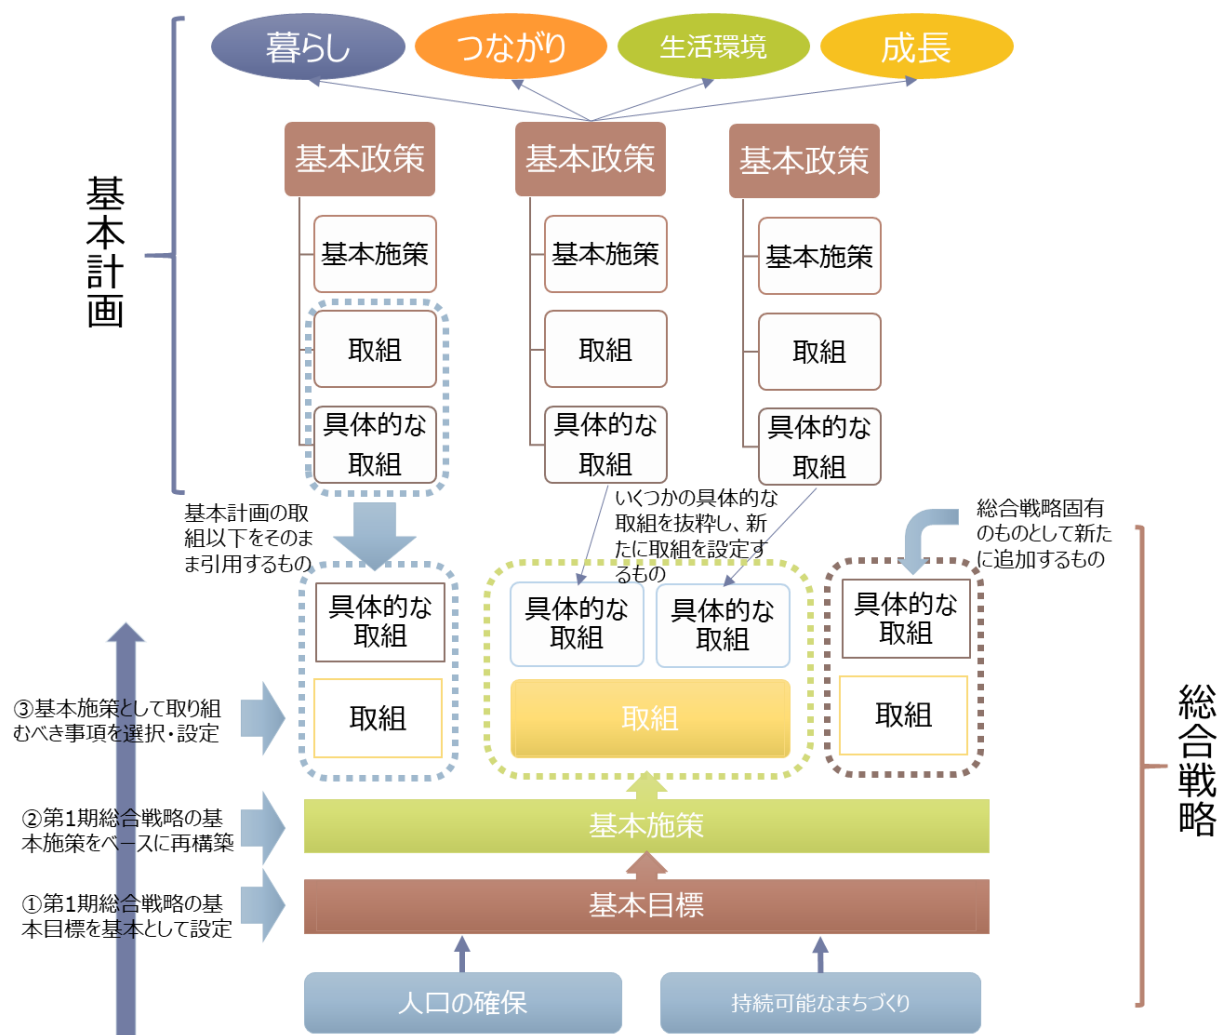 暮らし
つながり
生活環境
成長
基本計画
基本政策
基本政策
基本政策
基本施策
基本施策
基本施策
取組
取組
取組
具体的な
取組
具体的な
取組
具体的な
取組
基本計画の取
組以下をそのま
ま引用するもの
いくつかの具体的な
取組を抜粋し、新
たに取組を設定す
るもの
総合戦略固有
のものとして新た
に追加するもの
具体的な
取組
具体的な
取組
具体的な
取組
具体的な
取組
取組
取組
取組
③基本施策として取り組
むべき事項を選択・設定
②第1期総合戦略の基
本施策をベースに再構築
①第1期総合戦略の基
本目標を基本として設定
基本施策
基本目標
人口の確保
持続可能なまちづくり
総合戦略